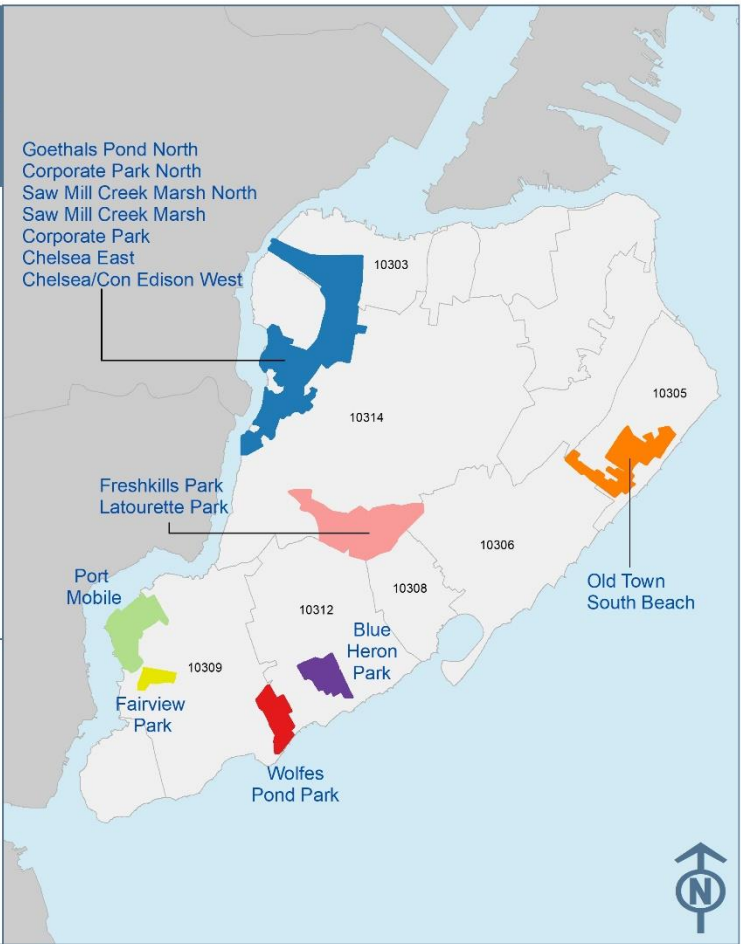 Goethals Pond North
Corporate Park North
Saw Mill Creek Marsh North
Saw Mill Creek Marsh
Corporate Park
Chelsea East
Chelsea/Con Edison West
10303
10305
10314
Freshkills Park
Latourette Park
10306
Port
Mobile
10308
Old Town
South Beach
10312
Blue
Heron
Park
10309
Fairview
Park
Wolfes
Pond Park
N